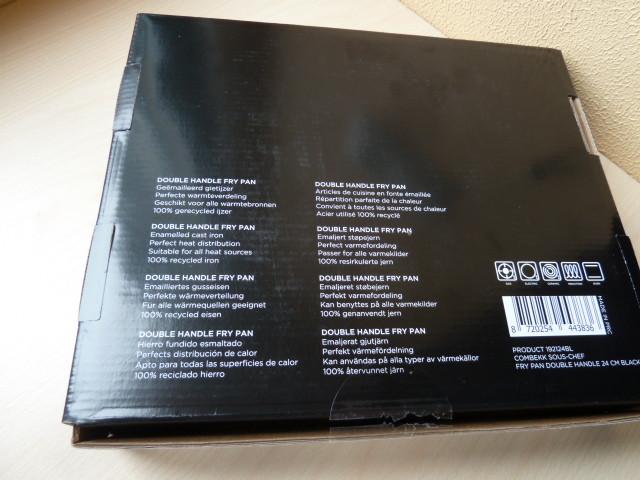 DOUBLE HANDLE FRY PAN
Geëmailleerd gietijzer
Perfecte warmteverdeling
Geschikt voor alle warmtebronnen
100% gerecycled ijzer
DOUBLE HANDLE FRY PAN
Enamelled cast iron
Perfect heat distribution
Suitable for all heat sources
100% recycled iron
DOUBLE HANDLE FRY PAN
Emailliertes gusseisen
Perfekte wärmeverteilung
Für alle wärmequellen geeignet
100% recycled eisen
DOUBLE HANDLE FRY PAN
Hierro fundido esmaltado
Perfects distribución de calor
Apto para todas las superficies de calor
100% reciclado hierro
DOUBLE HANDLE FRY PAN
Articles de cuisine en fonte émaillée
Répartition parfaite de la chaleur
Convient à toutes les sources de chaleur
Acier utilisé 100% recyclé
DOUBLE HANDLE FRY PAN
Emaljert støpejern
Perfect varmefordeling
Passer for alle varmekilder
100% resirkulerte jern
DOUBLE HANDLE FRY PAN
Emaljeret støbejern
Perfekt varmefordeling
Kan benyttes på alle varmekilder
100% genanvendt jern
DOUBLE HANDLE FRY PAN
Emaljerat gjutjärn
Perfekt värmefördelning
Kan användas på alla typer av värmekällor
100% återvunnet järn
GAS ELECTRIC CERAMIC INDUCTION OVEN
8 720254 443836
MADE IN PRC
PRODUCT 192124BL
COMBEKK SOUS-CHEF
FRY PAN DOUBLE HANDLE 24 CM BLACK